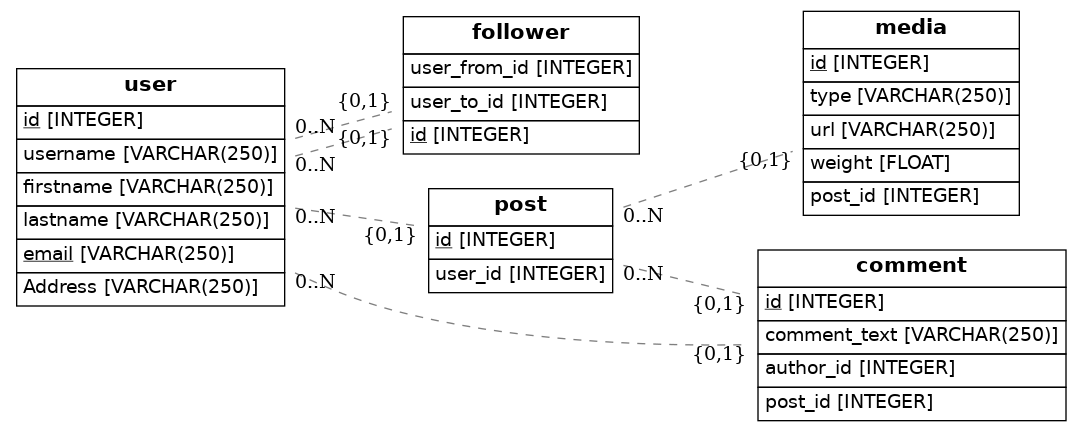 user
id [INTEGER]
username [VARCHAR(250)]
firstname [VARCHAR(250)]
lastname [VARCHAR(250)]
email [VARCHAR(250)]
Address [VARCHAR(250)]
follower
user_from_id [INTEGER]
user_to_id [INTEGER]
id [INTEGER]
{0,1}
0..N
{0,1}
0..N
post
id [INTEGER]
user_id [INTEGER]
0..N
{0,1}
media
id [INTEGER]
type [VARCHAR(250)]
url [VARCHAR(250)]
weight [FLOAT]
post_id [INTEGER]
{0,1}
0..N
comment
id [INTEGER]
comment_text [VARCHAR(250)]
author_id [INTEGER]
post_id [INTEGER]
0..N
{0,1}
0..N
{0,1}